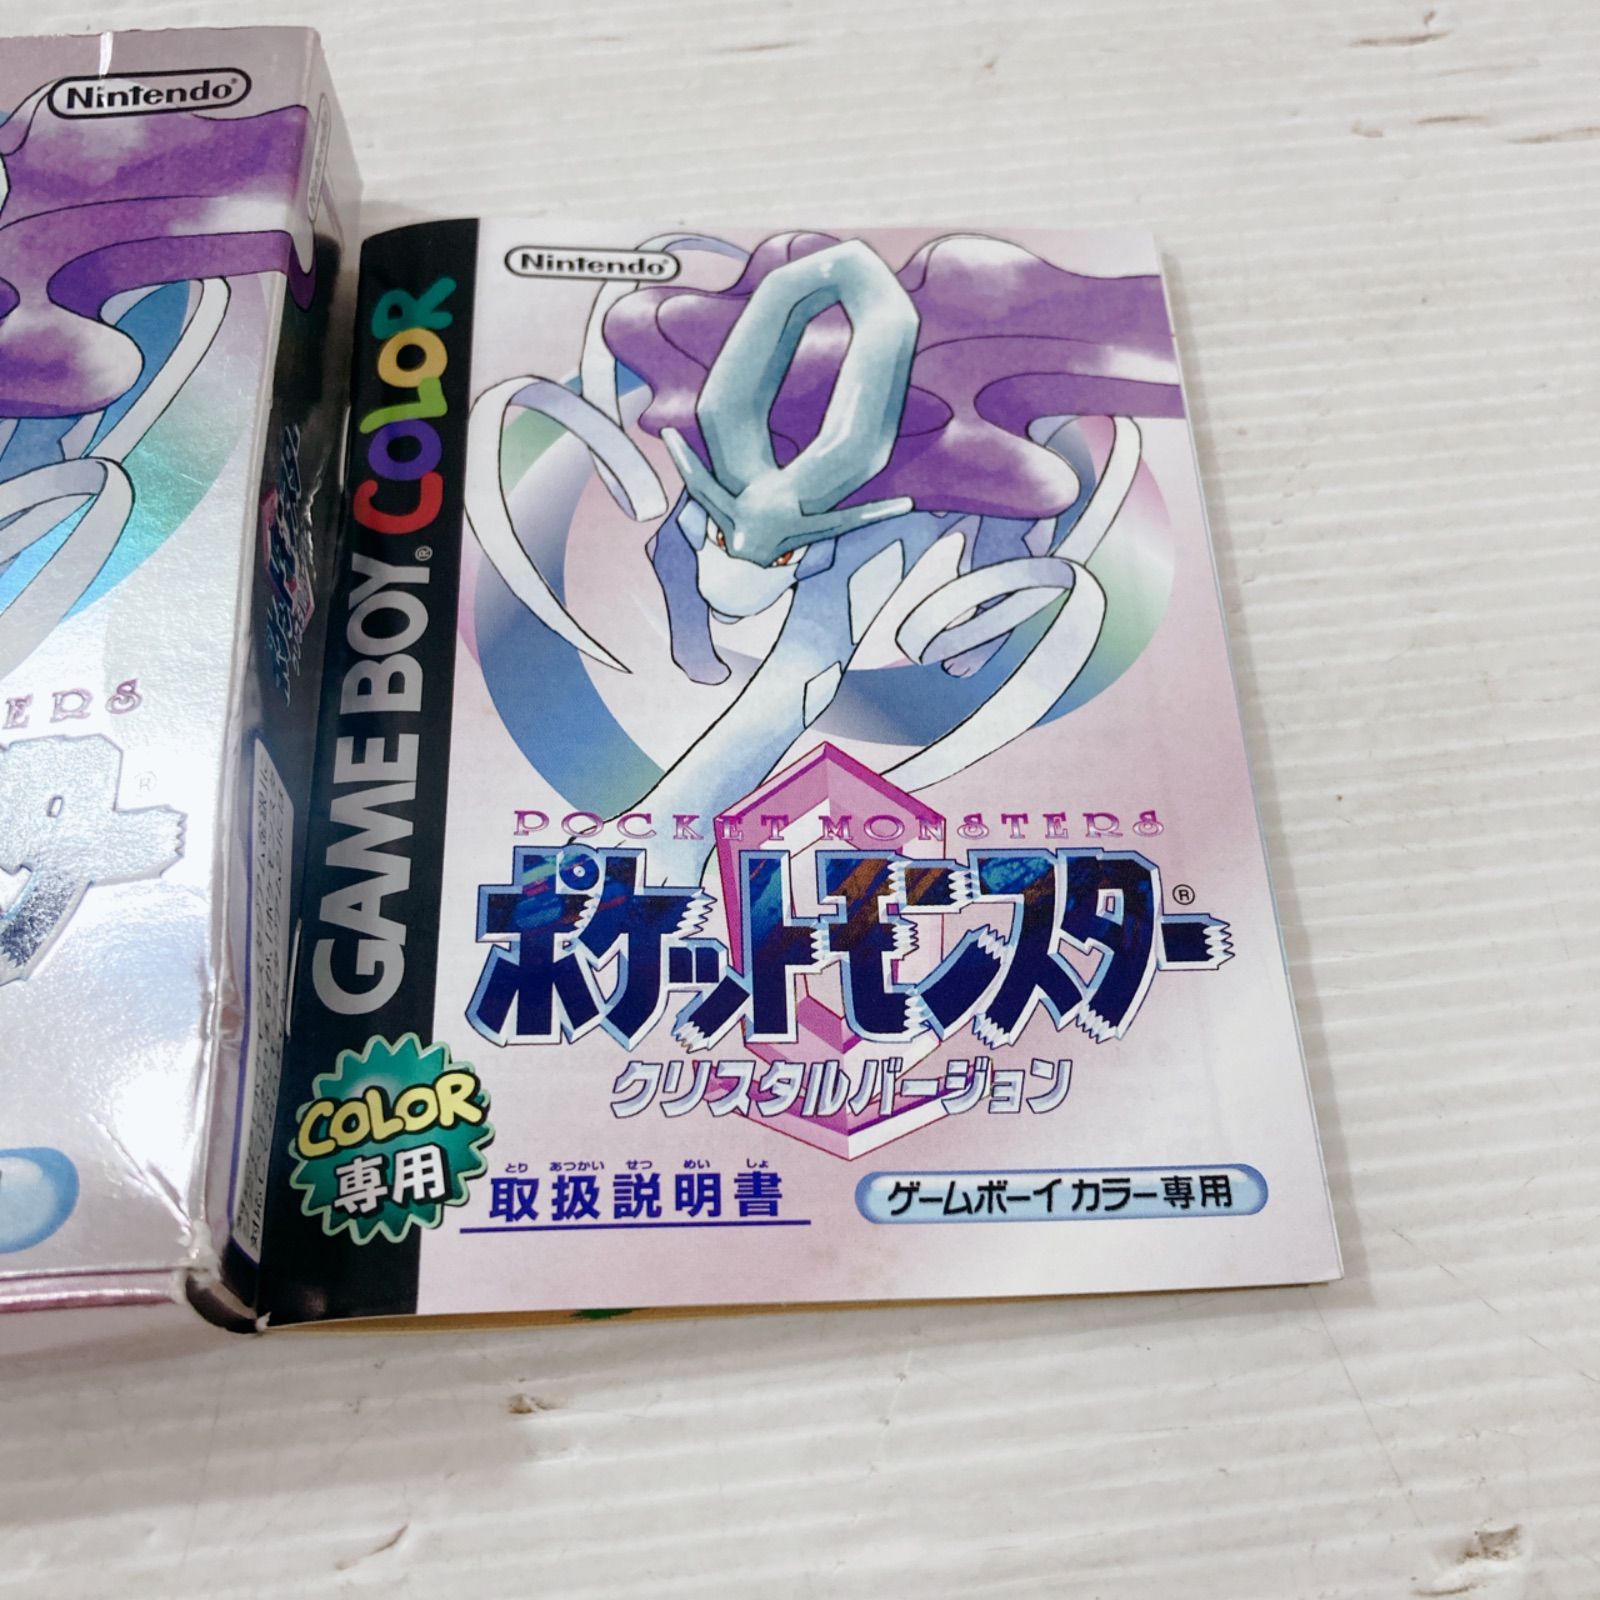 Nintendo
ERS
ター
®
Nintendo
GAME BOY® COLOR
POCKET MONSTERS
ポケットモンスター®
クリスタルバージョン
COLOR
専用
とり あつかい せつ めい しょ
取扱説明書
ゲームボーイカラー専用